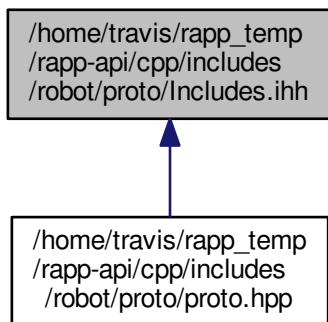 /home/travis/rapp_temp
/rapp-api/cpp/includes
/robot/proto/Includes.ihh
/home/travis/rapp_temp
/rapp-api/cpp/includes
/robot/proto/proto.hpp